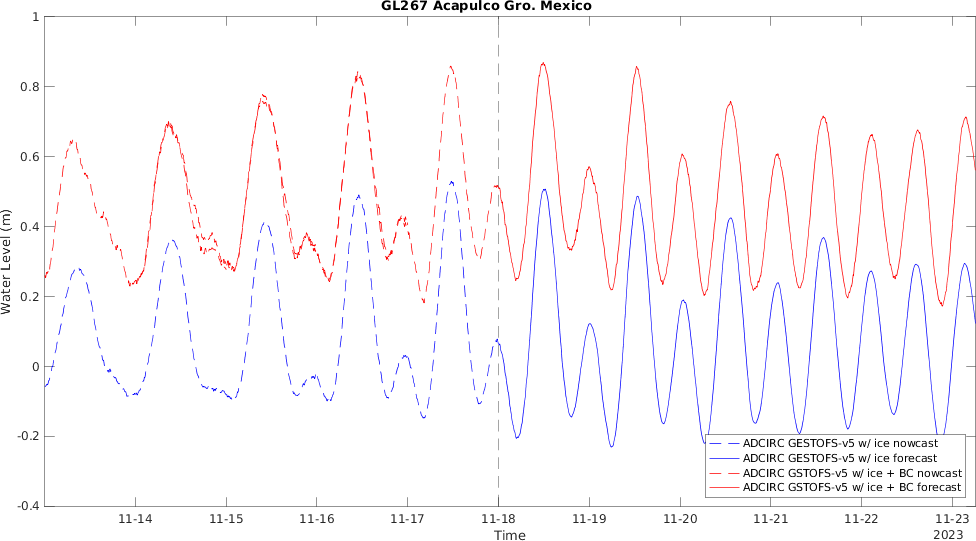 GL267 Acapulco Gro. Mexico
Water Level (m)
1
0.8
0.6
0.4
0.2
0
-0.2
-0.4
ADCIRC GESTOFS-v5 w/ ice nowcast
ADCIRC GESTOFS-v5 w/ ice forecast
ADCIRC GSTOFS-v5 w/ ice + BC nowcast
ADCIRC GSTOFS-v5 w/ ice + BC forecast
11-14 11-15 11-16 11-17 11-18 11-19 11-20 11-21 11-22 11-23
Time
2023